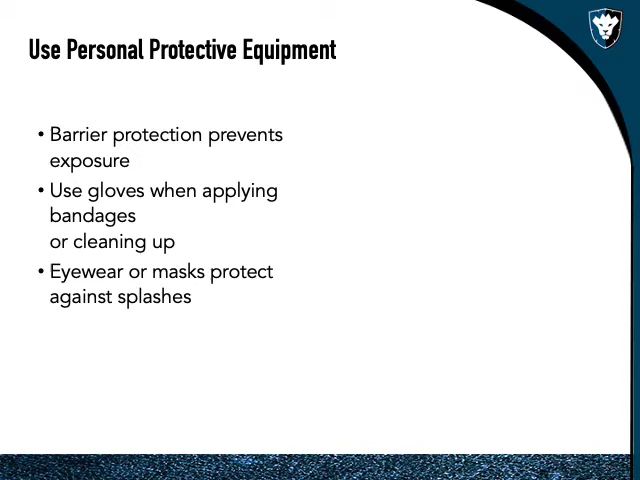 Use Personal Protective Equipment
• Barrier protection prevents
exposure
• Use gloves when applying
bandages
or cleaning up
• Eyewear or masks protect
against splashes